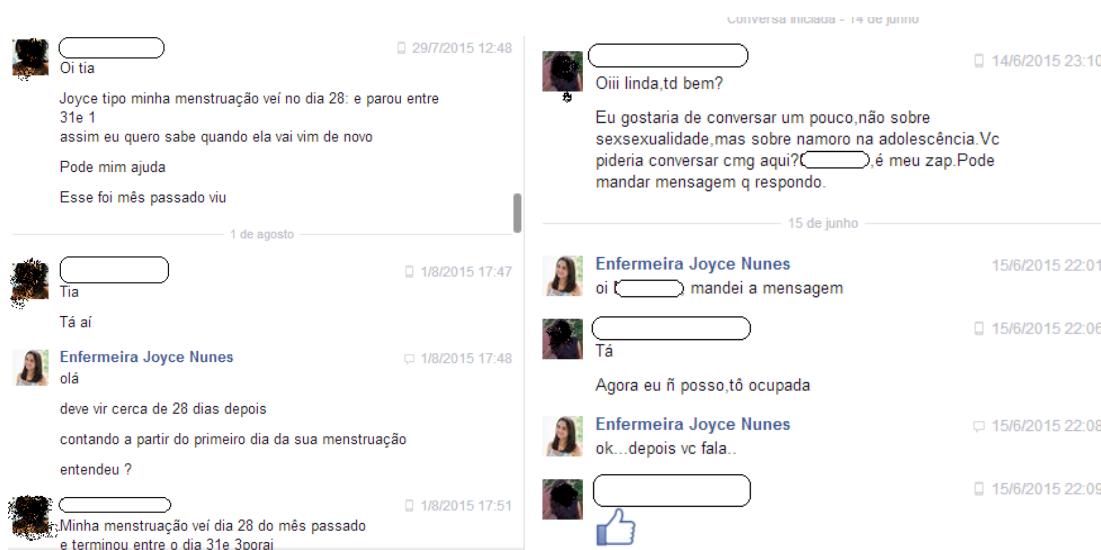 29/7/2015 12:48
Oi tia
Joyce tipo minha menstruação veí no dia 28: e parou entre
31e 1
assim eu quero sabe quando ela vai vim de novo
Pode mim ajuda
Esse foi mês passado viu
1 de agosto
1/8/2015 17:47
Tia
Tá aí
Enfermeira Joyce Nunes
1/8/2015 17:48
olá
deve vir cerca de 28 dias depois
contando a partir do primeiro dia da sua menstruação
entendeu ?
1/8/2015 17:51
Minha menstruação veí dia 28 do mês passado
e terminou entre o dia 31e 3porai
Conversa iniciada - 14 de junho
14/6/2015 23:10
Oiii linda,td bem?
Eu gostaria de conversar um pouco,não sobre
sexsexualidade,mas sobre namoro na adolescência.Vc
pideria conversar cmg aqui? ,é meu zap.Pode
mandar mensagem q respondo.
15 de junho
Enfermeira Joyce Nunes
15/6/2015 22:01
oi mandei a mensagem
15/6/2015 22:06
Tá
Agora eu ñ posso,tô ocupada
Enfermeira Joyce Nunes
15/6/2015 22:08
ok...depois vc fala..
15/6/2015 22:09